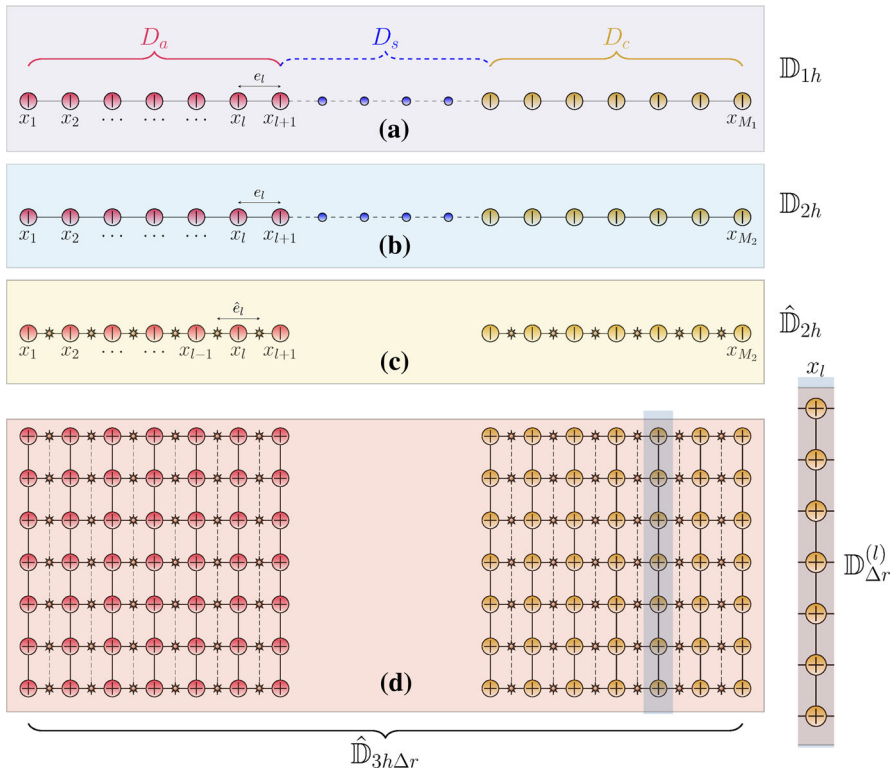 D_a D_s D_c
𝔻_{1h}
e_l
x_1 x_2 ⋯ ⋯ ⋯ x_l x_{l+1} x_{M_1}
(a)
𝔻_{2h}
e_l
x_1 x_2 ⋯ ⋯ ⋯ x_l x_{l+1} x_{M_2}
(b)
𝔻̂_{2h}
ê_l
x_1 x_2 ⋯ ⋯ x_{l-1} x_l x_{l+1} x_{M_2}
(c)
x_l
𝔻^{(l)}_{Δr}
(d)
𝔻̂_{3hΔr}